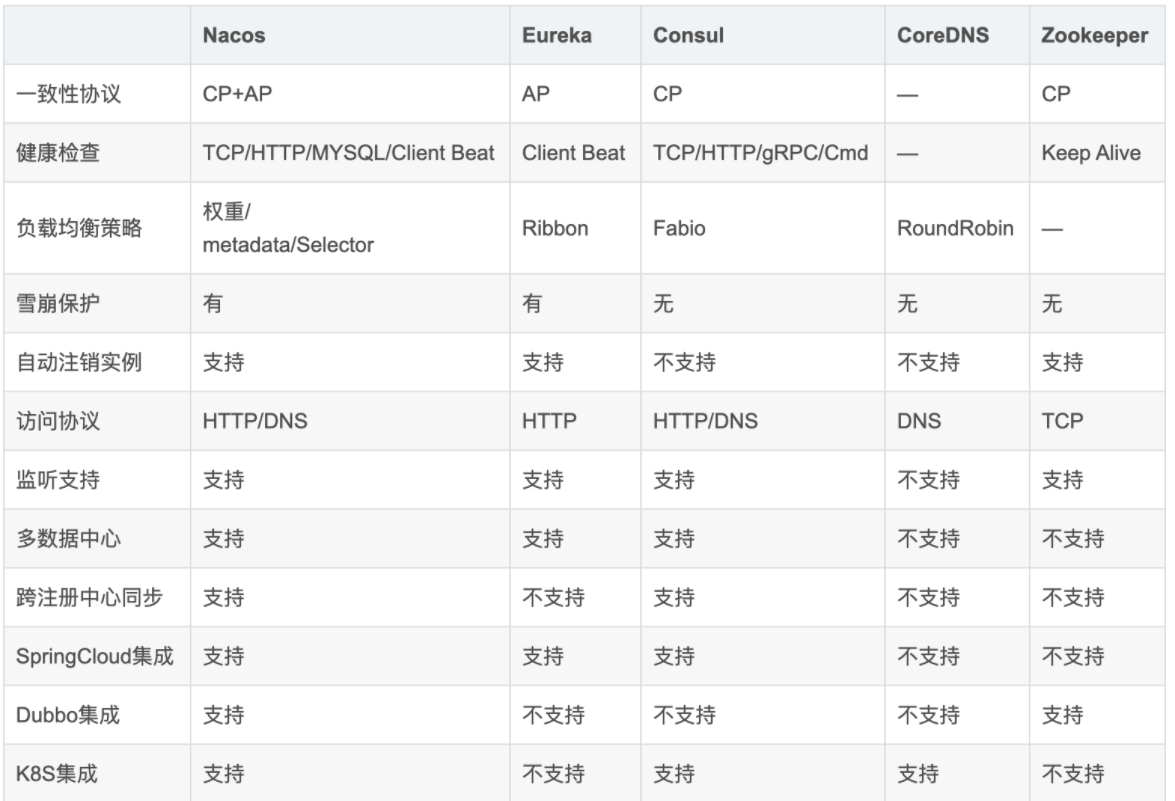 Nacos Eureka Consul CoreDNS Zookeeper
一致性协议 CP+AP AP CP — CP
健康检查 TCP/HTTP/MYSQL/Client Beat Client Beat TCP/HTTP/gRPC/Cmd — Keep Alive
负载均衡策略 权重/
metadata/Selector Ribbon Fabio RoundRobin —
雪崩保护 有 有 无 无 无
自动注销实例 支持 支持 不支持 不支持 支持
访问协议 HTTP/DNS HTTP HTTP/DNS DNS TCP
监听支持 支持 支持 支持 不支持 支持
多数据中心 支持 支持 支持 不支持 不支持
跨注册中心同步 支持 不支持 支持 不支持 不支持
SpringCloud集成 支持 支持 支持 不支持 不支持
Dubbo集成 支持 不支持 不支持 不支持 支持
K8S集成 支持 不支持 支持 支持 不支持